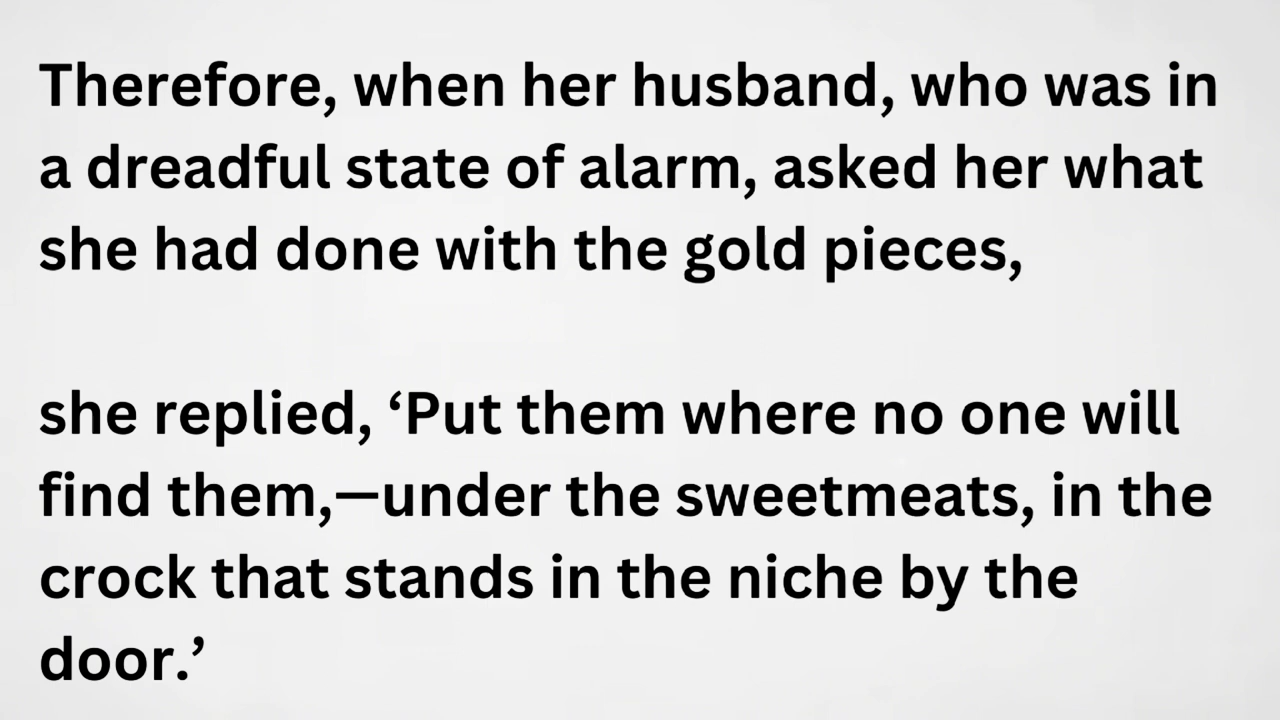 Therefore, when her husband, who was in
a dreadful state of alarm, asked her what
she had done with the gold pieces,
she replied, ‘Put them where no one will
find them,—under the sweetmeats, in the
crock that stands in the niche by the
door.’